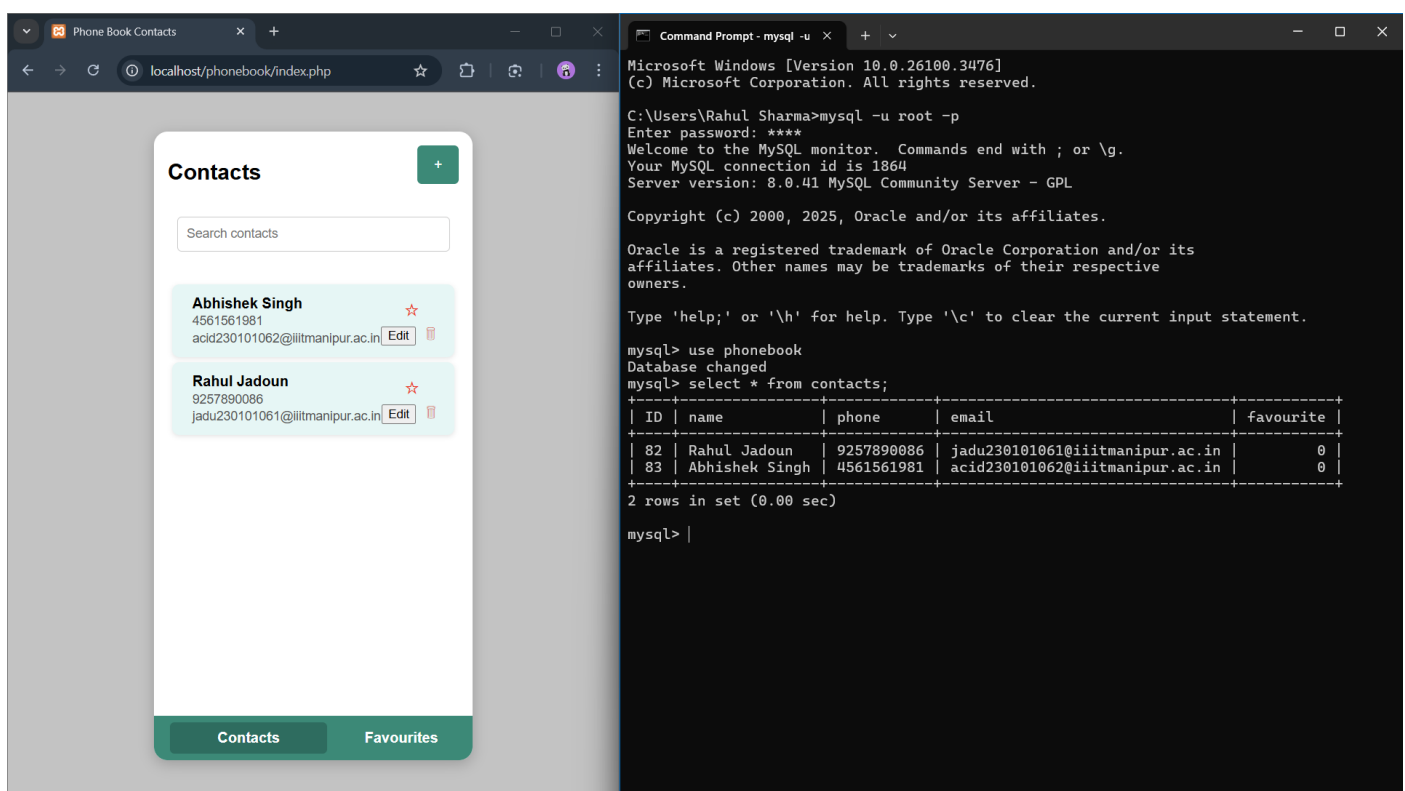 Phone Book Contacts
localhost/phonebook/index.php
Contacts
+
Search contacts
Abhishek Singh
4561561981
acid230101062@iiitmanipur.ac.in Edit
Rahul Jadoun
9257890086
jadu230101061@iiitmanipur.ac.in Edit
Contacts Favourites
Command Prompt - mysql -u
Microsoft Windows [Version 10.0.26100.3476]
(c) Microsoft Corporation. All rights reserved.
C:\Users\Rahul Sharma>mysql -u root -p
Enter password: ****
Welcome to the MySQL monitor.  Commands end with ; or \g.
Your MySQL connection id is 1864
Server version: 8.0.41 MySQL Community Server - GPL
Copyright (c) 2000, 2025, Oracle and/or its affiliates.
Oracle is a registered trademark of Oracle Corporation and/or its
affiliates. Other names may be trademarks of their respective
owners.
Type 'help;' or '\h' for help. Type '\c' to clear the current input statement.
mysql> use phonebook
Database changed
mysql> select * from contacts;
+----+----------------+------------+---------------------------------+-----------+
| ID | name           | phone      | email                           | favourite |
+----+----------------+------------+---------------------------------+-----------+
| 82 | Rahul Jadoun   | 9257890086 | jadu230101061@iiitmanipur.ac.in |         0 |
| 83 | Abhishek Singh | 4561561981 | acid230101062@iiitmanipur.ac.in |         0 |
+----+----------------+------------+---------------------------------+-----------+
2 rows in set (0.00 sec)
mysql>